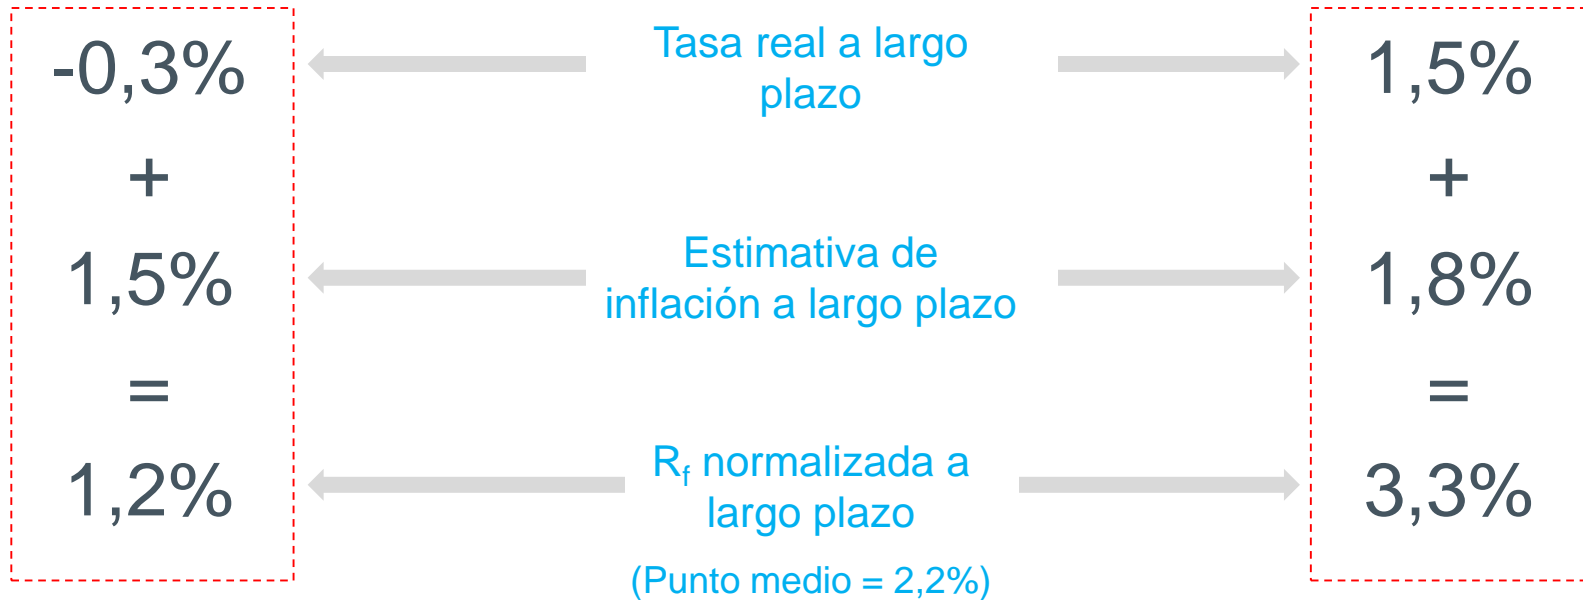 -0,3%
Tasa real a largo
plazo
1,5%
+
+
1,5%
Estimativa de
inflación a largo plazo
1,8%
=
=
1,2%
Rf normalizada a
largo plazo
3,3%
(Punto medio = 2,2%)